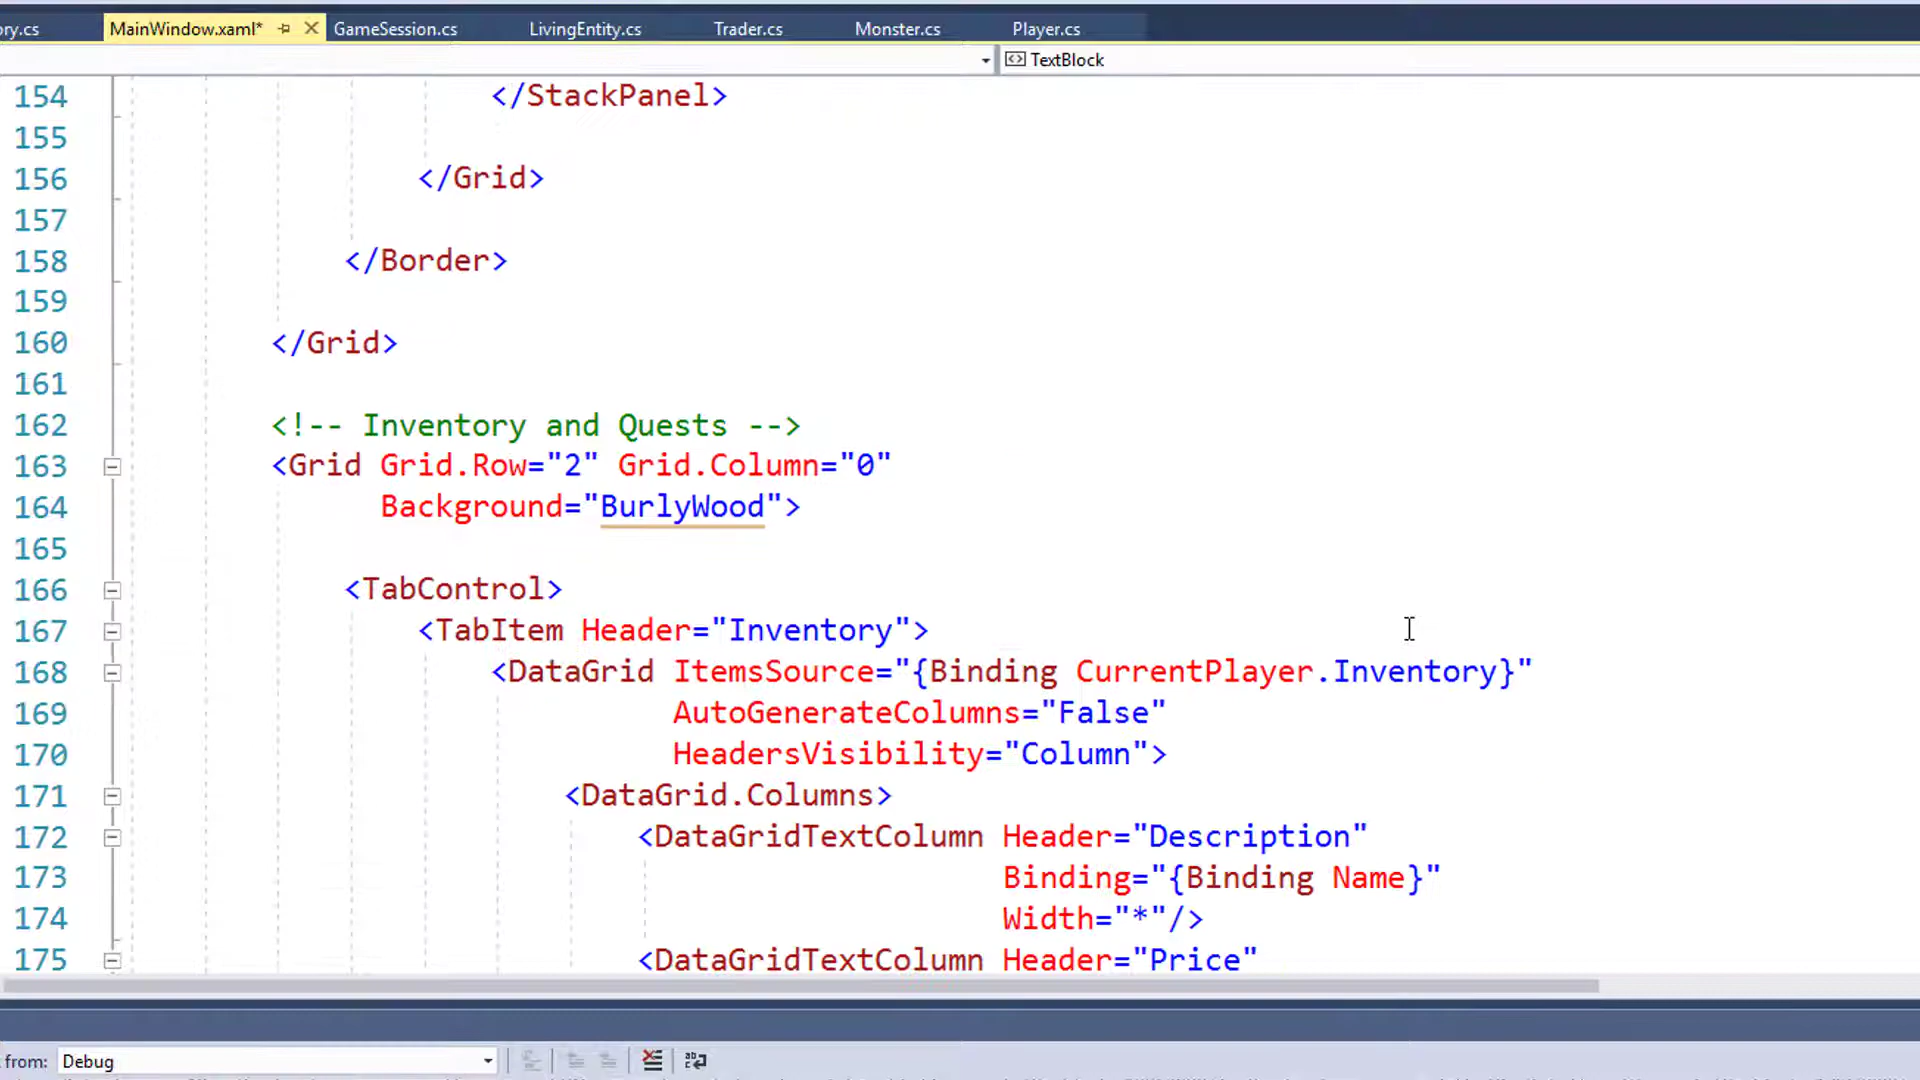 ry.cs MainWindow.xaml* GameSession.cs LivingEntity.cs Trader.cs Monster.cs Player.cs
TextBlock
154 </StackPanel>
155
156 </Grid>
157
158 </Border>
159
160 </Grid>
161
162 <!-- Inventory and Quests -->
163 <Grid Grid.Row="2" Grid.Column="0"
164 Background="BurlyWood">
165
166 <TabControl>
167 <TabItem Header="Inventory">
168 <DataGrid ItemsSource="{Binding CurrentPlayer.Inventory}"
169 AutoGenerateColumns="False"
170 HeadersVisibility="Column">
171 <DataGrid.Columns>
172 <DataGridTextColumn Header="Description"
173 Binding="{Binding Name}"
174 Width="*"/>
175 <DataGridTextColumn Header="Price"
from: Debug